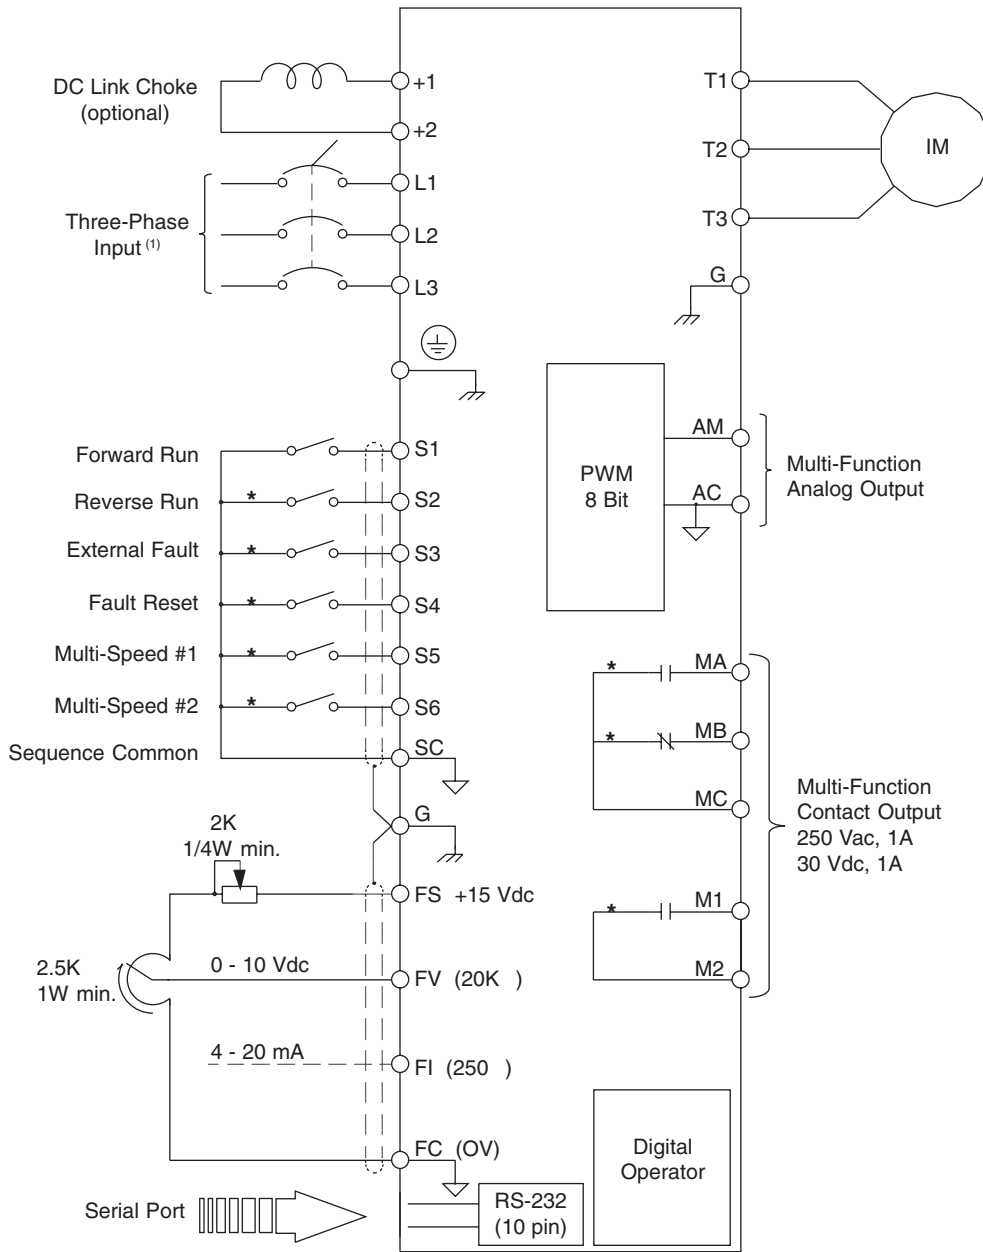 DC Link Choke
(optional)
+1
+2
Three-Phase
Input (1)
L1
L2
L3
T1
T2
T3
IM
G
Forward Run
S1
Reverse Run
* S2
External Fault
* S3
Fault Reset
* S4
Multi-Speed #1
* S5
Multi-Speed #2
* S6
Sequence Common
SC
G
PWM
8 Bit
AM
AC
Multi-Function
Analog Output
* MA
* MB
MC
* M1
M2
Multi-Function
Contact Output
250 Vac, 1A
30 Vdc, 1A
2K
1/4W min.
FS +15 Vdc
2.5K
1W min.
0 - 10 Vdc
FV (20K )
4 - 20 mA
FI (250 )
FC (OV)
Serial Port
RS-232
(10 pin)
Digital
Operator